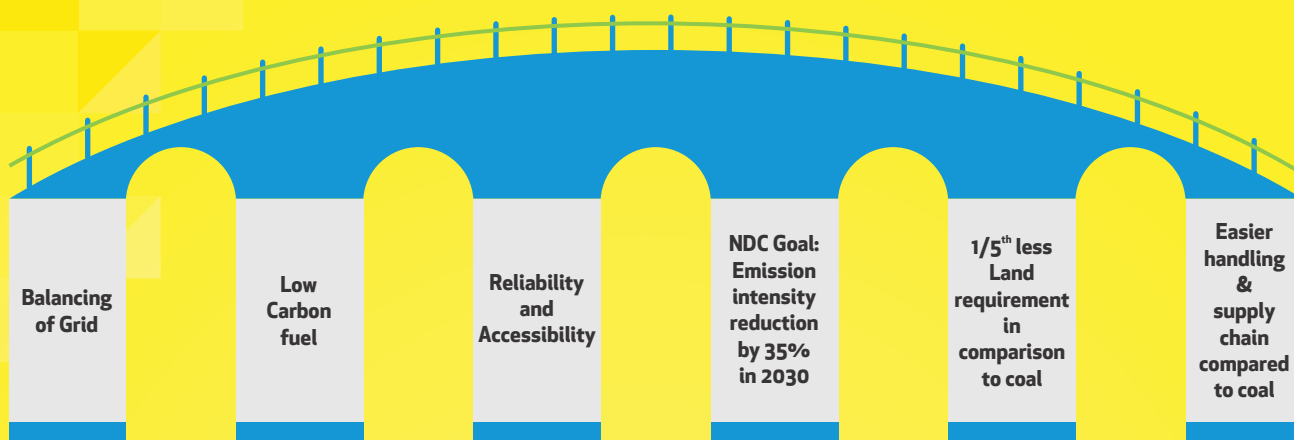 Balancing
of Grid
Low
Carbon
fuel
Reliability
and
Accessibility
NDC Goal:
Emission
intensity
reduction
by 35%
in 2030
1/5th less
Land
requirement
in
comparison
to coal
Easier
handling
&
supply
chain
compared
to coal